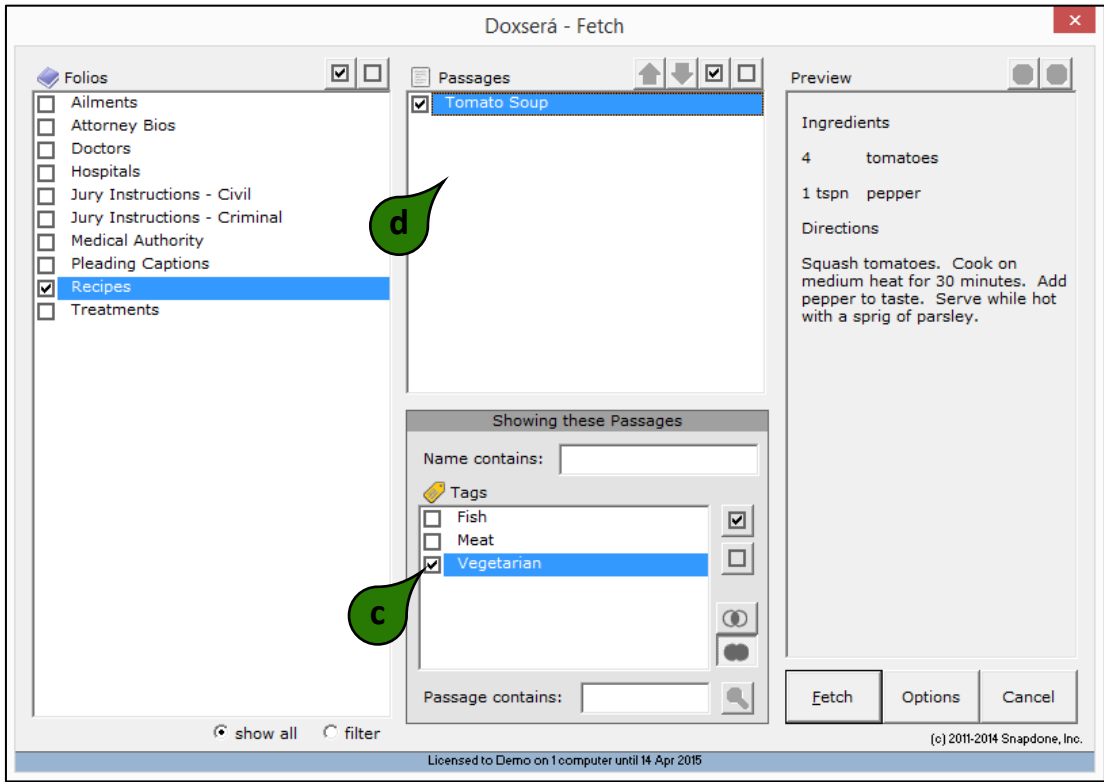 Doxserá - Fetch
Folios
Ailments
Attorney Bios
Doctors
Hospitals
Jury Instructions - Civil
Jury Instructions - Criminal
Medical Authority
Pleading Captions
Recipes
Treatments
show all filter
Passages
Tomato Soup
d
Showing these Passages
Name contains:
Tags
Fish
Meat
Vegetarian
c
Passage contains:
Preview
Ingredients
4 tomatoes
1 tspn pepper
Directions
Squash tomatoes. Cook on
medium heat for 30 minutes. Add
pepper to taste. Serve while hot
with a sprig of parsley.
Fetch Options Cancel
(c) 2011-2014 Snapdone, Inc.
Licensed to Demo on 1 computer until 14 Apr 2015